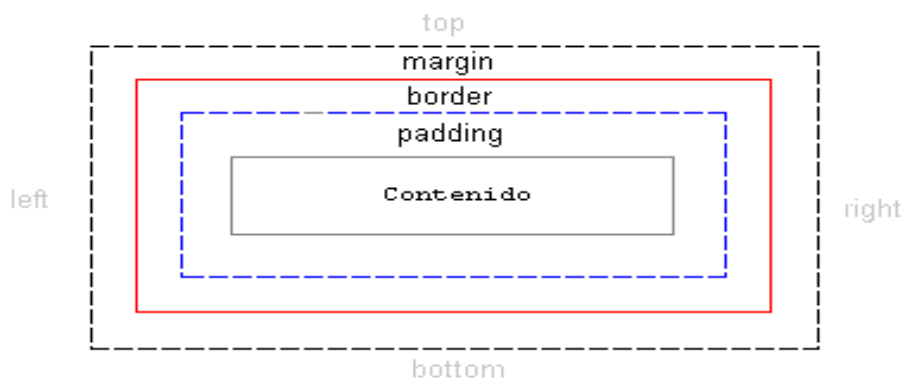 top
margin
border
padding
Contenido
left
right
bottom